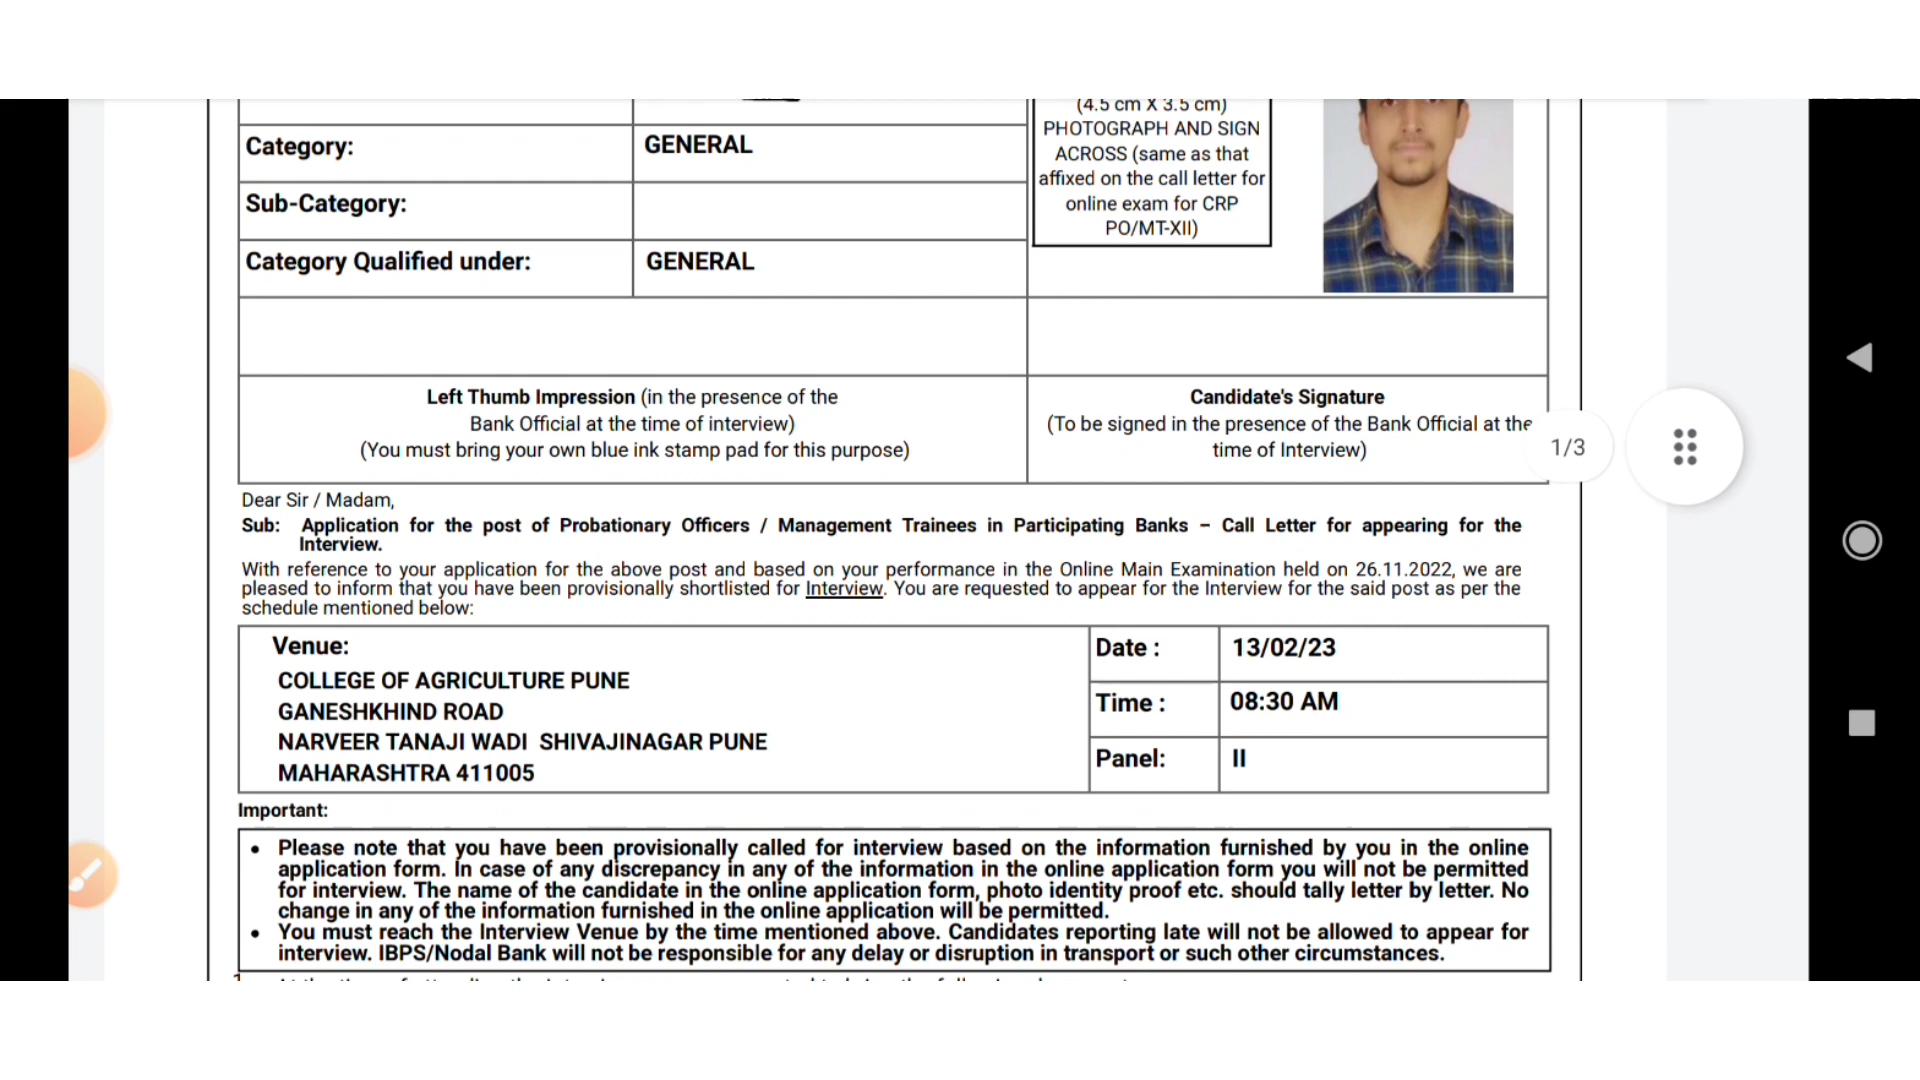 (4.5 cm X 3.5 cm)
PHOTOGRAPH AND SIGN
ACROSS (same as that
affixed on the call letter for
online exam for CRP
PO/MT-XII)
Category:
GENERAL
Sub-Category:
Category Qualified under:
GENERAL
Left Thumb Impression (in the presence of the
Bank Official at the time of interview)
(You must bring your own blue ink stamp pad for this purpose)
Candidate's Signature
(To be signed in the presence of the Bank Official at the
time of Interview)
1/3
Dear Sir / Madam,
Sub: Application for the post of Probationary Officers / Management Trainees in Participating Banks – Call Letter for appearing for the
Interview.
With reference to your application for the above post and based on your performance in the Online Main Examination held on 26.11.2022, we are
pleased to inform that you have been provisionally shortlisted for Interview. You are requested to appear for the Interview for the said post as per the
schedule mentioned below:
Venue:
COLLEGE OF AGRICULTURE PUNE
GANESHKHIND ROAD
NARVEER TANAJI WADI SHIVAJINAGAR PUNE
MAHARASHTRA 411005
Date : 13/02/23
Time : 08:30 AM
Panel: II
Important:
• Please note that you have been provisionally called for interview based on the information furnished by you in the online
application form. In case of any discrepancy in any of the information in the online application form you will not be permitted
for interview. The name of the candidate in the online application form, photo identity proof etc. should tally letter by letter. No
change in any of the information furnished in the online application will be permitted.
• You must reach the Interview Venue by the time mentioned above. Candidates reporting late will not be allowed to appear for
interview. IBPS/Nodal Bank will not be responsible for any delay or disruption in transport or such other circumstances.